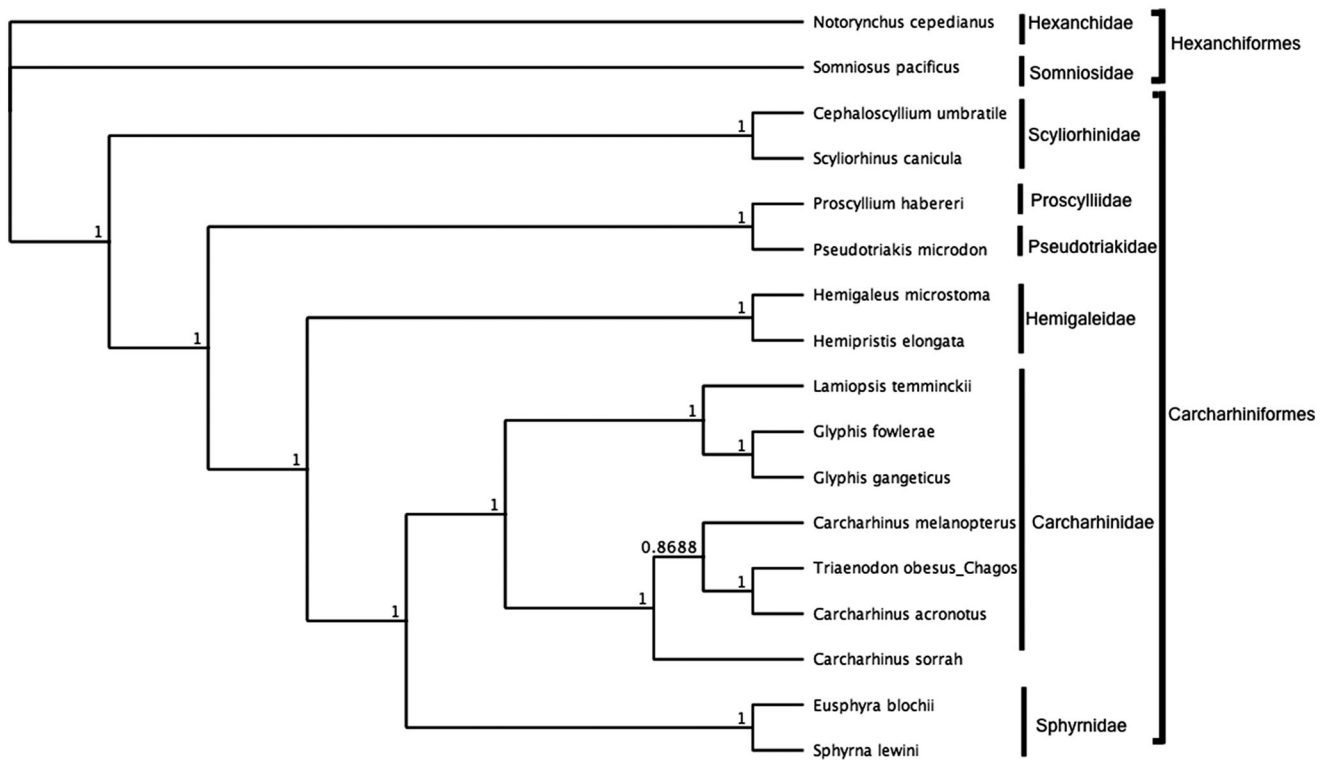 Notorynchus cepedianus
Hexanchidae
Hexanchiformes
Somniosus pacificus
Somniosidae
Cephaloscyllium umbratile
1
Scyliorhinidae
Scyliorhinus canicula
Proscyllium habereri
Proscylliidae
1
1
Pseudotriakis microdon
Pseudotriakidae
Hemigaleus microstoma
1
Hemigaleidae
1
Hemipristis elongata
Lamiopsis temminckii
1
Carcharhiniformes
Glyphis fowlerae
1
1
Glyphis gangeticus
1
Carcharhinus melanopterus
Carcharhinidae
0.8688
Triaenodon obesus_Chagos
1
1
1
Carcharhinus acronotus
Carcharhinus sorrah
Eusphyra blochii
1
Sphyrnidae
Sphyrna lewini